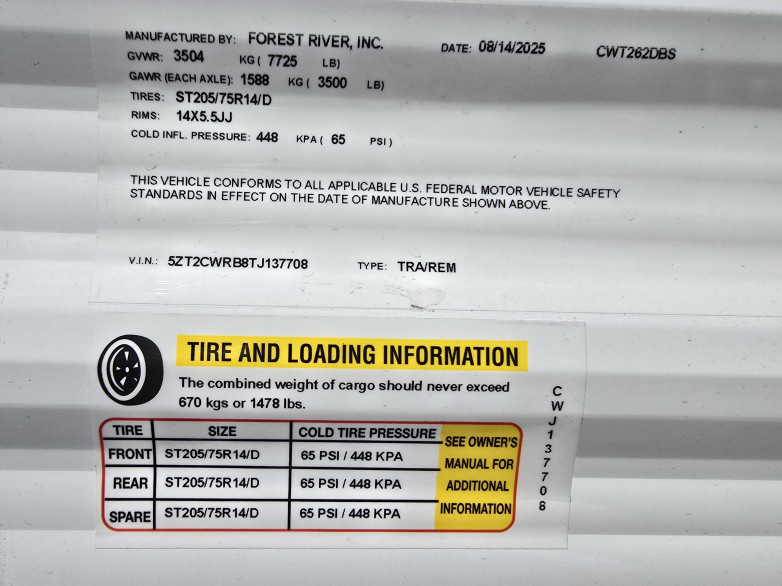 MANUFACTURED BY: FOREST RIVER, INC. DATE: 08/14/2025 CWT262DBS
GVWR: 3504 KG ( 7725 LB)
GAWR (EACH AXLE): 1588 KG ( 3500 LB)
TIRES: ST205/75R14/D
RIMS: 14X5.5JJ
COLD INFL. PRESSURE: 448 KPA ( 65 PSI )
THIS VEHICLE CONFORMS TO ALL APPLICABLE U.S. FEDERAL MOTOR VEHICLE SAFETY
STANDARDS IN EFFECT ON THE DATE OF MANUFACTURE SHOWN ABOVE.
V.I.N.: 5ZT2CWRB8TJ137708 TYPE: TRA/REM
TIRE AND LOADING INFORMATION
The combined weight of cargo should never exceed
670 kgs or 1478 lbs.
TIRE SIZE COLD TIRE PRESSURE
FRONT ST205/75R14/D 65 PSI / 448 KPA
REAR ST205/75R14/D 65 PSI / 448 KPA
SPARE ST205/75R14/D 65 PSI / 448 KPA
SEE OWNER'S
MANUAL FOR
ADDITIONAL
INFORMATION
CWJ137708